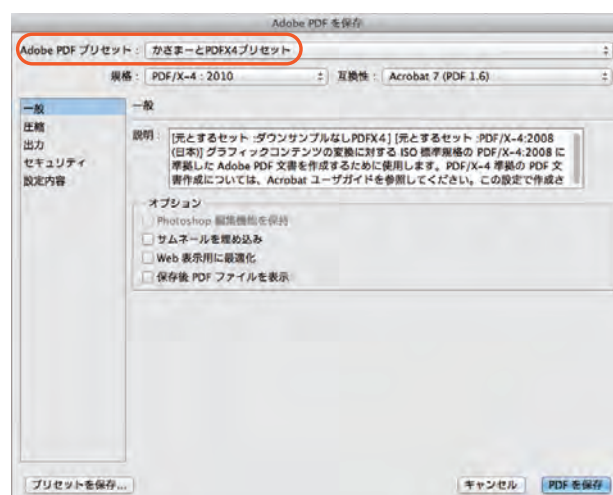 Adobe PDF を保存
Adobe PDF プリセット： かさまーとPDFX4プリセット
規格： PDF/X-4 : 2010 互換性： Acrobat 7 (PDF 1.6)
一般
圧縮
出力
セキュリティ
設定内容
一般
説明： [元とするセット :ダウンサンプルなしPDFX4] [元とするセット :PDF/X-4:2008
(日本)] グラフィックコンテンツの変換に対する ISO 標準規格の PDF/X-4:2008 に
準拠した Adobe PDF 文書を作成するために使用します。PDF/X-4 準拠の PDF 文
書作成については、Acrobat ユーザガイドを参照してください。この設定で作成さ
オプション
Photoshop 編集機能を保持
サムネールを埋め込み
Web 表示用に最適化
保存後 PDF ファイルを表示
プリセットを保存... キャンセル PDF を保存